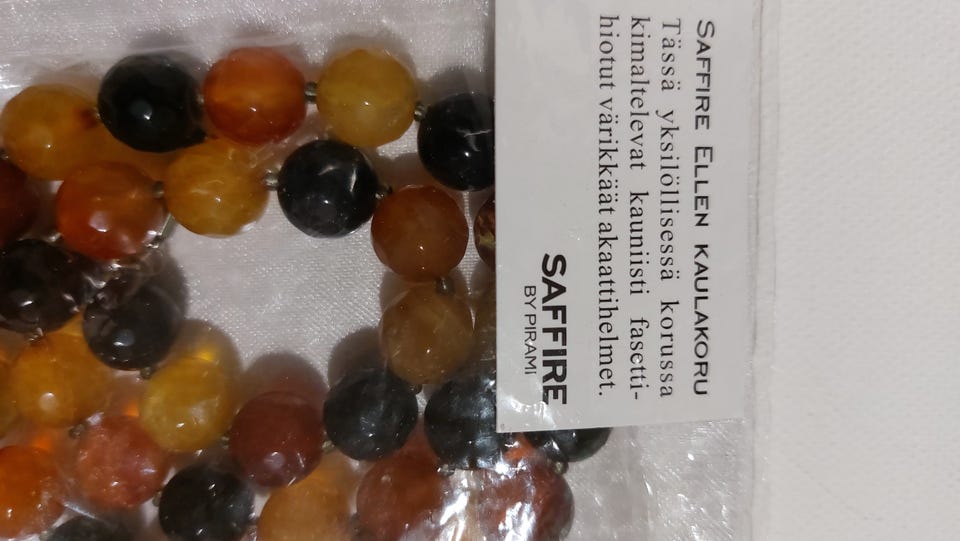 SAFFIRE ELLEN KAULAKORU
Tässä yksilöllisessä korussa
kimaltelevat kauniisti fasetti-
hiotut värikkäät akaattihelmet.
SAFFIRE
BY PIRAMI